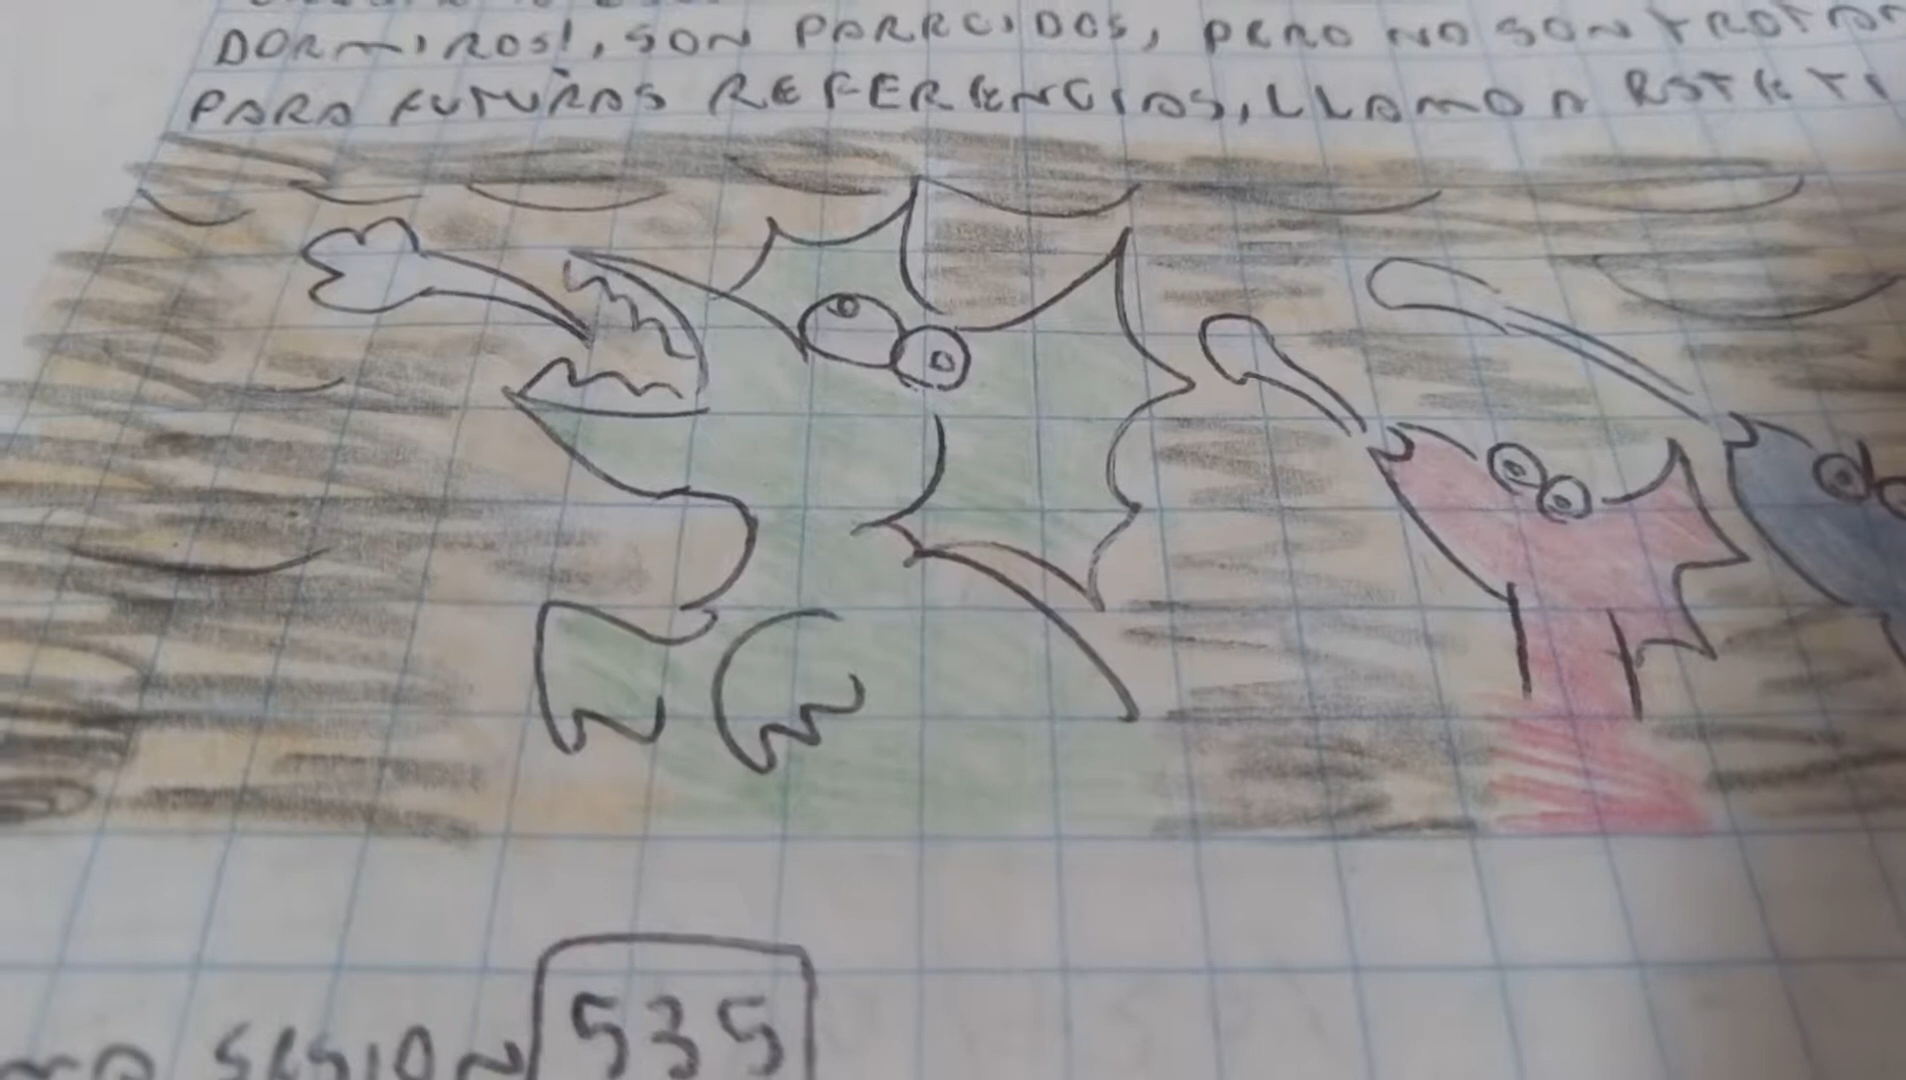 DORMIROS!, SON PARECIDOS, PERO NO SON
PARA FUTURAS REFERENCIAS, LLAMO A
SESION 535